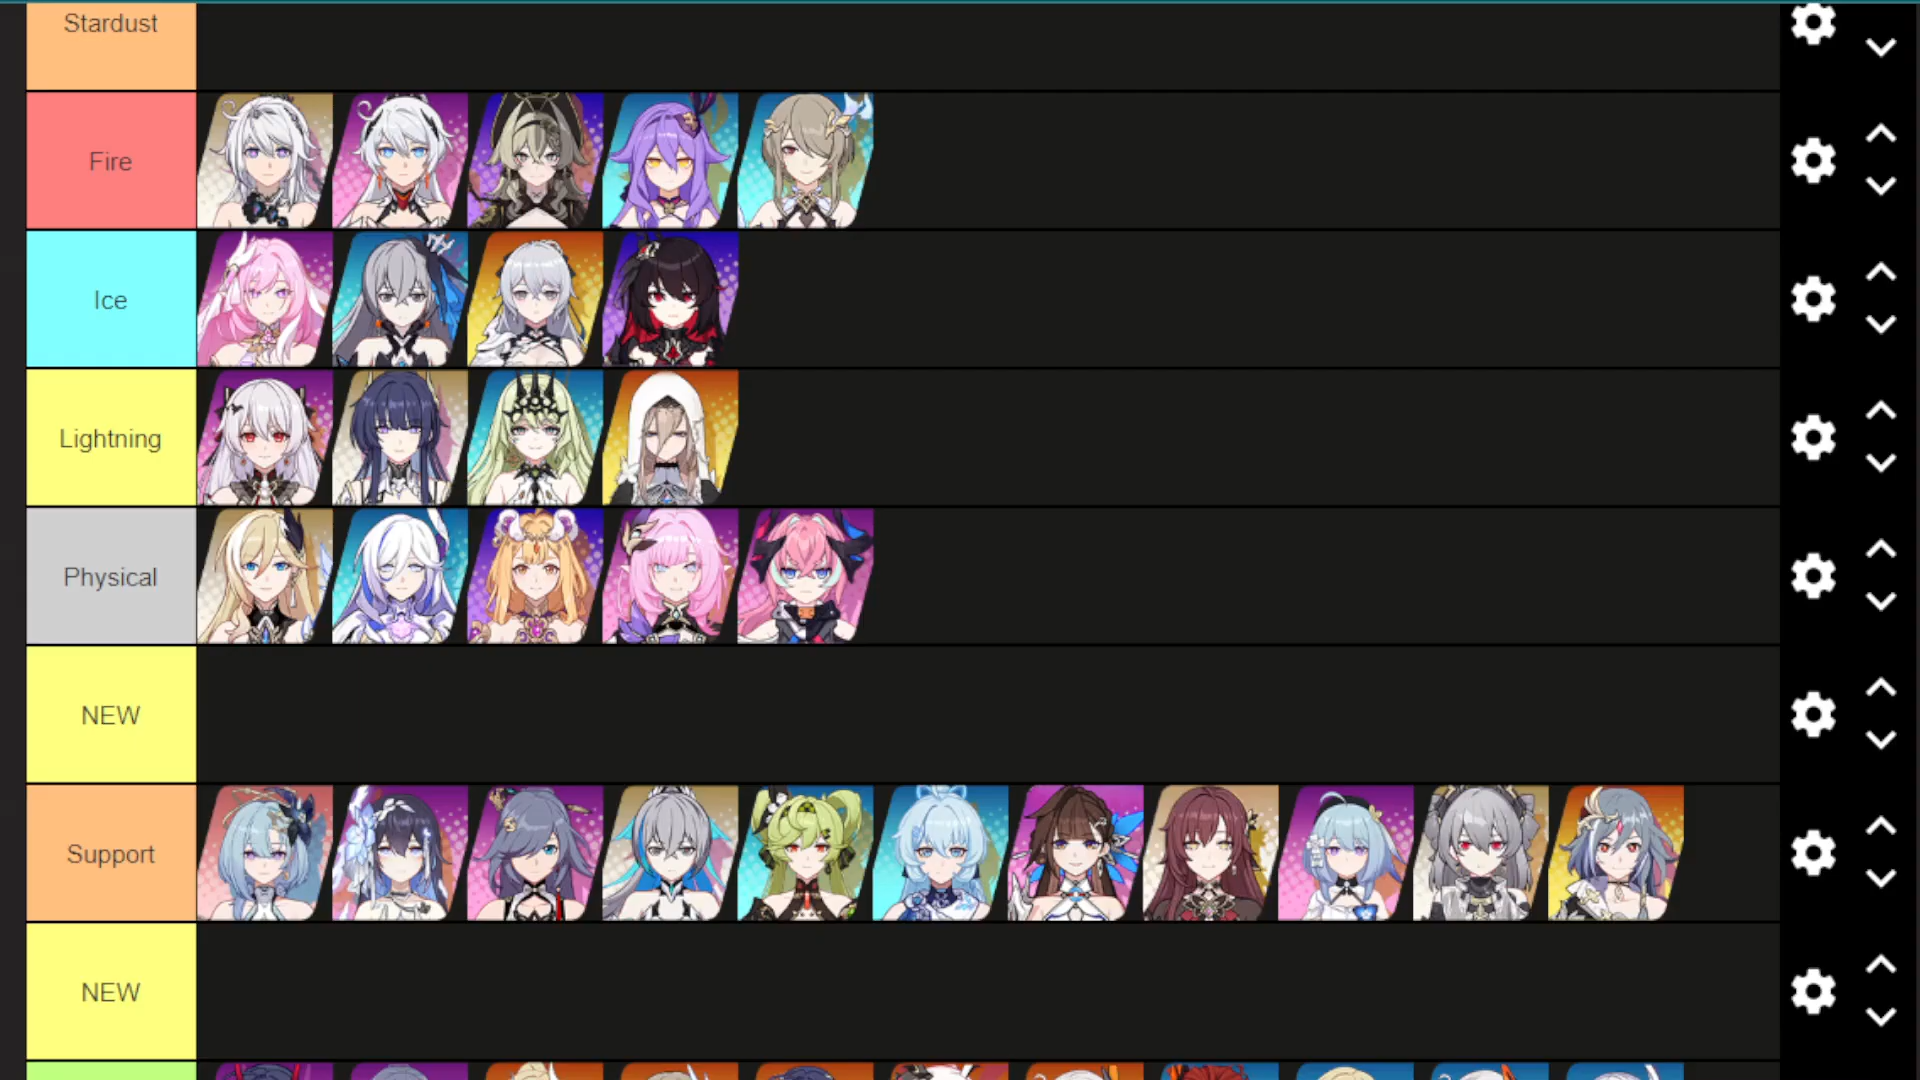 Stardust
Fire
Ice
Lightning
Physical
NEW
Support
NEW